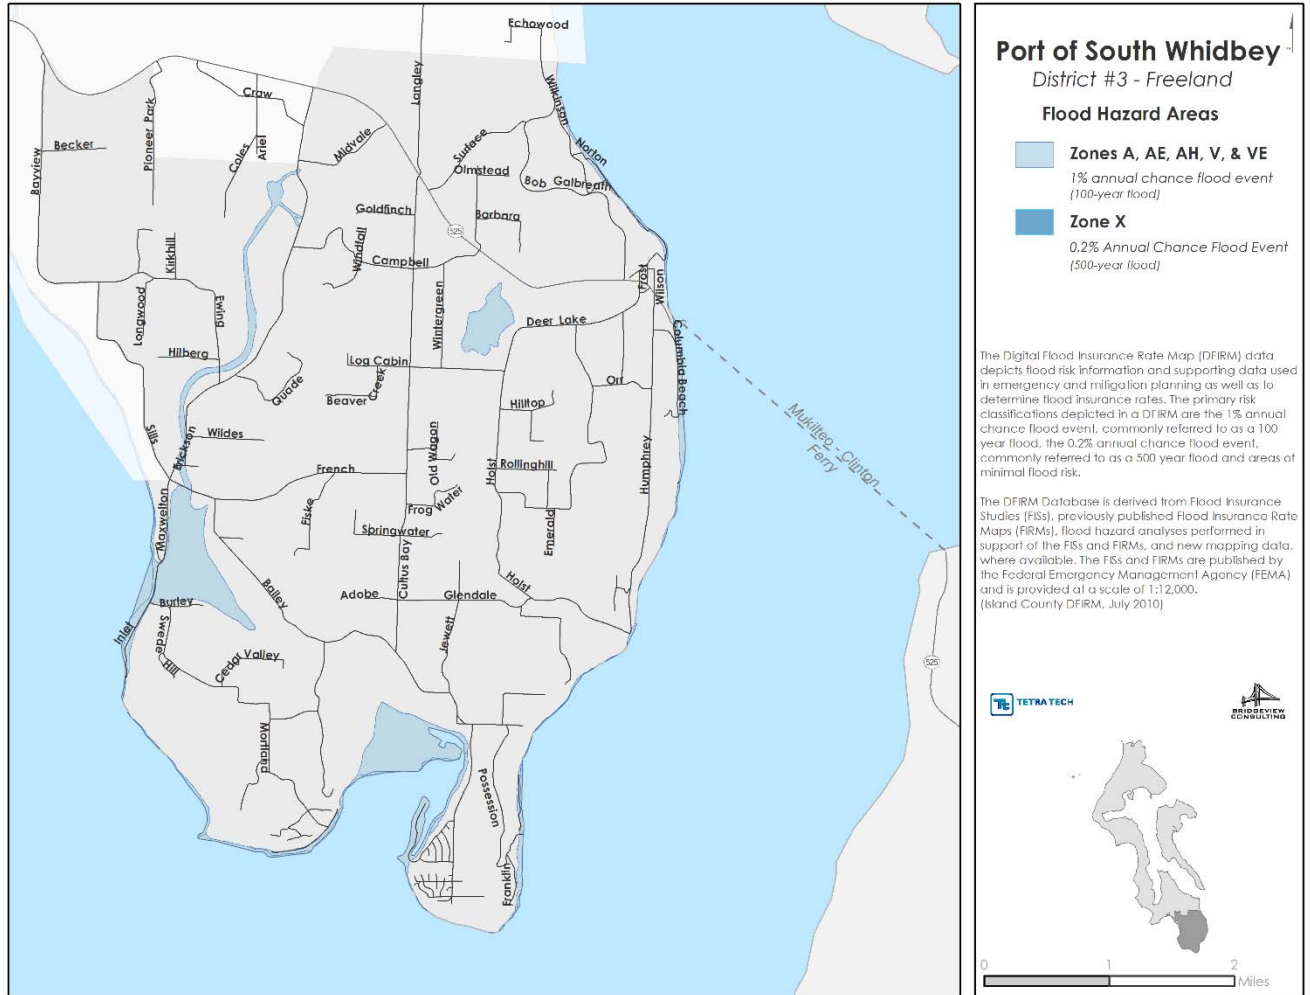 Echowood
Langley
Wilkinson
Craw
Pioneer Park
Midvale
Becker
Ariel
Coles
Surface
Norton
Bayview
Olmstead
Bob Galbreath
Goldfinch
Barbara
525
Windfall
Campbell
Kirkhill
Frost
Wilson
Wintergreen
Longwood
Ewing
Deer Lake
Columbia Beach
Hilberg
Log Cabin
Quade
Beaver Creek
Orr
Hilltop
Mukilteo - Clinton
Ferry
Sills
Erickson
Wildes
Old Wagon
Humphrey
French
Holst
Rollinghill
Fiske
Frog Water
Maxwelton
Springwater
Emerald
Cultus Bay
Bailey
Holst
Adobe
Glendale
Burley
Inlet
Swede Hill
Jewett
Cedar Valley
525
Mortland
Possession
Franklin
Port of South Whidbey
District #3 - Freeland
Flood Hazard Areas
Zones A, AE, AH, V, & VE
1% annual chance flood event
(100-year flood)
Zone X
0.2% Annual Chance Flood Event
(500-year flood)
The Digital Flood Insurance Rate Map (DFIRM) data
depicts flood risk information and supporting data used
in emergency and mitigation planning as well as to
determine flood insurance rates. The primary risk
classifications depicted in a DFIRM are the 1% annual
chance flood event, commonly referred to as a 100
year flood, the 0.2% annual chance flood event,
commonly referred to as a 500 year flood and areas of
minimal flood risk.
The DFIRM Database is derived from Flood Insurance
Studies (FISs), previously published Flood Insurance Rate
Maps (FIRMs), flood hazard analyses performed in
support of the FISs and FIRMs, and new mapping data,
where available. The FISs and FIRMs are published by
the Federal Emergency Management Agency (FEMA)
and is provided at a scale of 1:12,000.
(Island County DFIRM, July 2010)
TETRA TECH
BRIDGEVIEW
CONSULTING
0 1 2
Miles